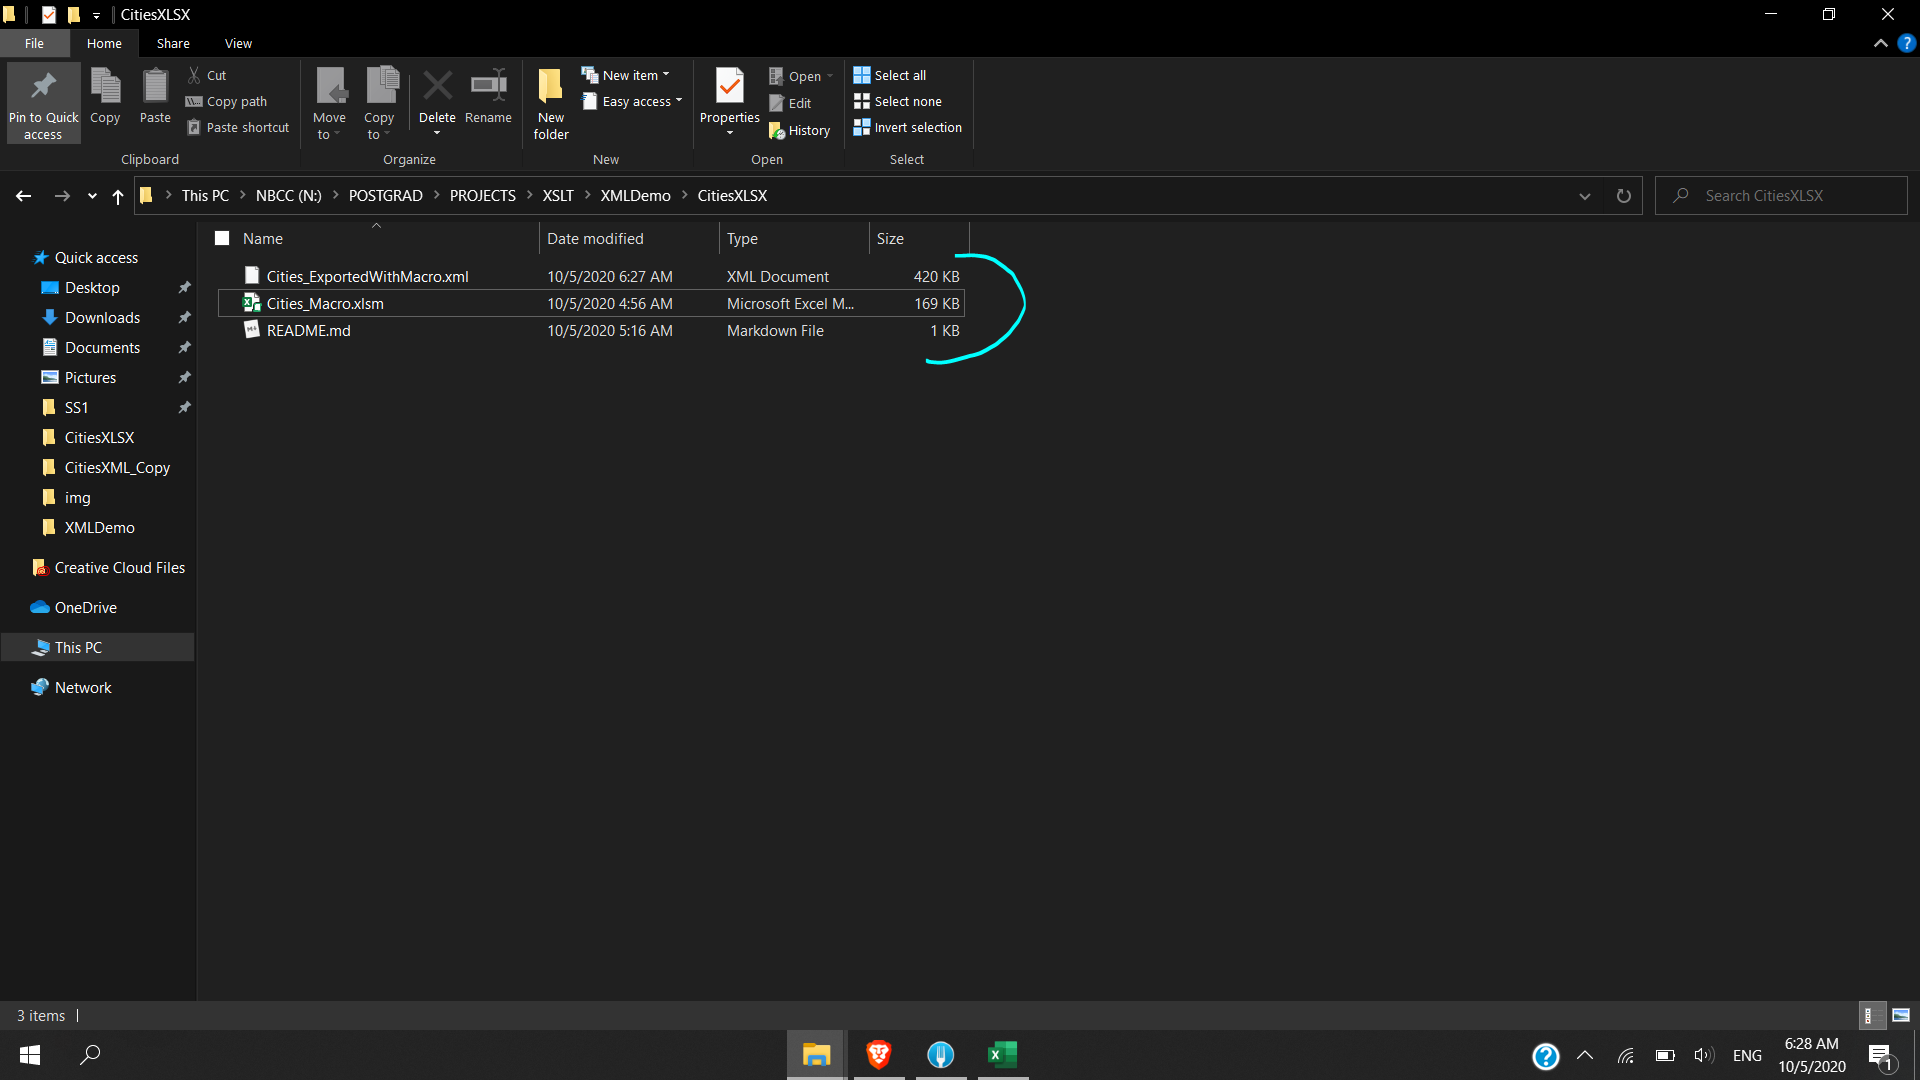 CitiesXLSX
File Home Share View
Pin to Quick access
Copy
Paste
Cut
Copy path
Paste shortcut
Clipboard
Move to
Copy to
Delete
Rename
Organize
New folder
New item
Easy access
New
Properties
Open
Edit
History
Open
Select all
Select none
Invert selection
Select
This PC > NBCC (N:) > POSTGRAD > PROJECTS > XSLT > XMLDemo > CitiesXLSX
Search CitiesXLSX
Quick access
Desktop
Downloads
Documents
Pictures
SS1
CitiesXLSX
CitiesXML_Copy
img
XMLDemo
Creative Cloud Files
OneDrive
This PC
Network
Name Date modified Type Size
Cities_ExportedWithMacro.xml 10/5/2020 6:27 AM XML Document 420 KB
Cities_Macro.xlsm 10/5/2020 4:56 AM Microsoft Excel M... 169 KB
README.md 10/5/2020 5:16 AM Markdown File 1 KB
3 items
ENG
6:28 AM
10/5/2020
1